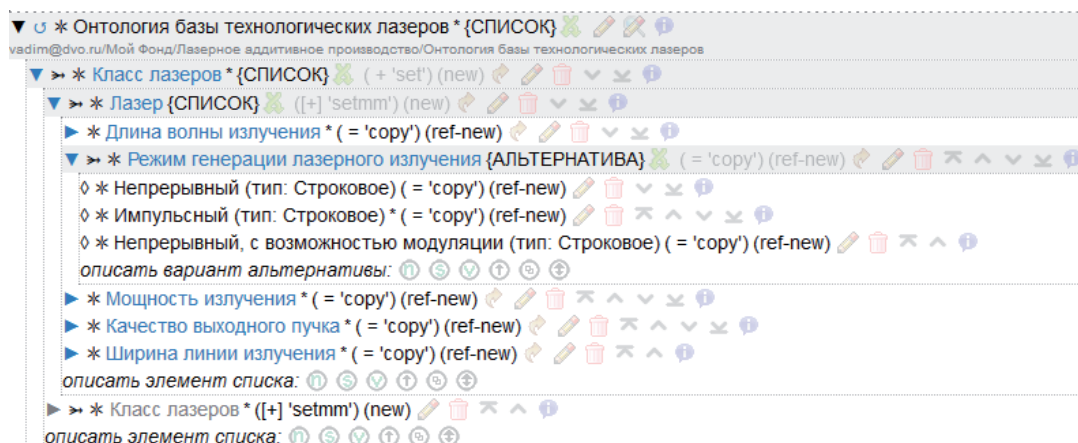 Онтология базы технологических лазеров * {СПИСОК}
vadim@dvo.ru/Мой Фонд/Лазерное аддитивное производство/Онтология базы технологических лазеров
Класс лазеров * {СПИСОК} ( + 'set') (new)
Лазер {СПИСОК} ([+] 'setmm') (new)
Длина волны излучения * ( = 'copy') (ref-new)
Режим генерации лазерного излучения {АЛЬТЕРНАТИВА} ( = 'copy') (ref-new)
Непрерывный (тип: Строковое) ( = 'copy') (ref-new)
Импульсный (тип: Строковое) * ( = 'copy') (ref-new)
Непрерывный, с возможностью модуляции (тип: Строковое) ( = 'copy') (ref-new)
описать вариант альтернативы: n s v
Мощность излучения * ( = 'copy') (ref-new)
Качество выходного пучка * ( = 'copy') (ref-new)
Ширина линии излучения * ( = 'copy') (ref-new)
описать элемент списка: n s v
Класс лазеров * ([+] 'setmm') (new)
описать элемент списка: n s v